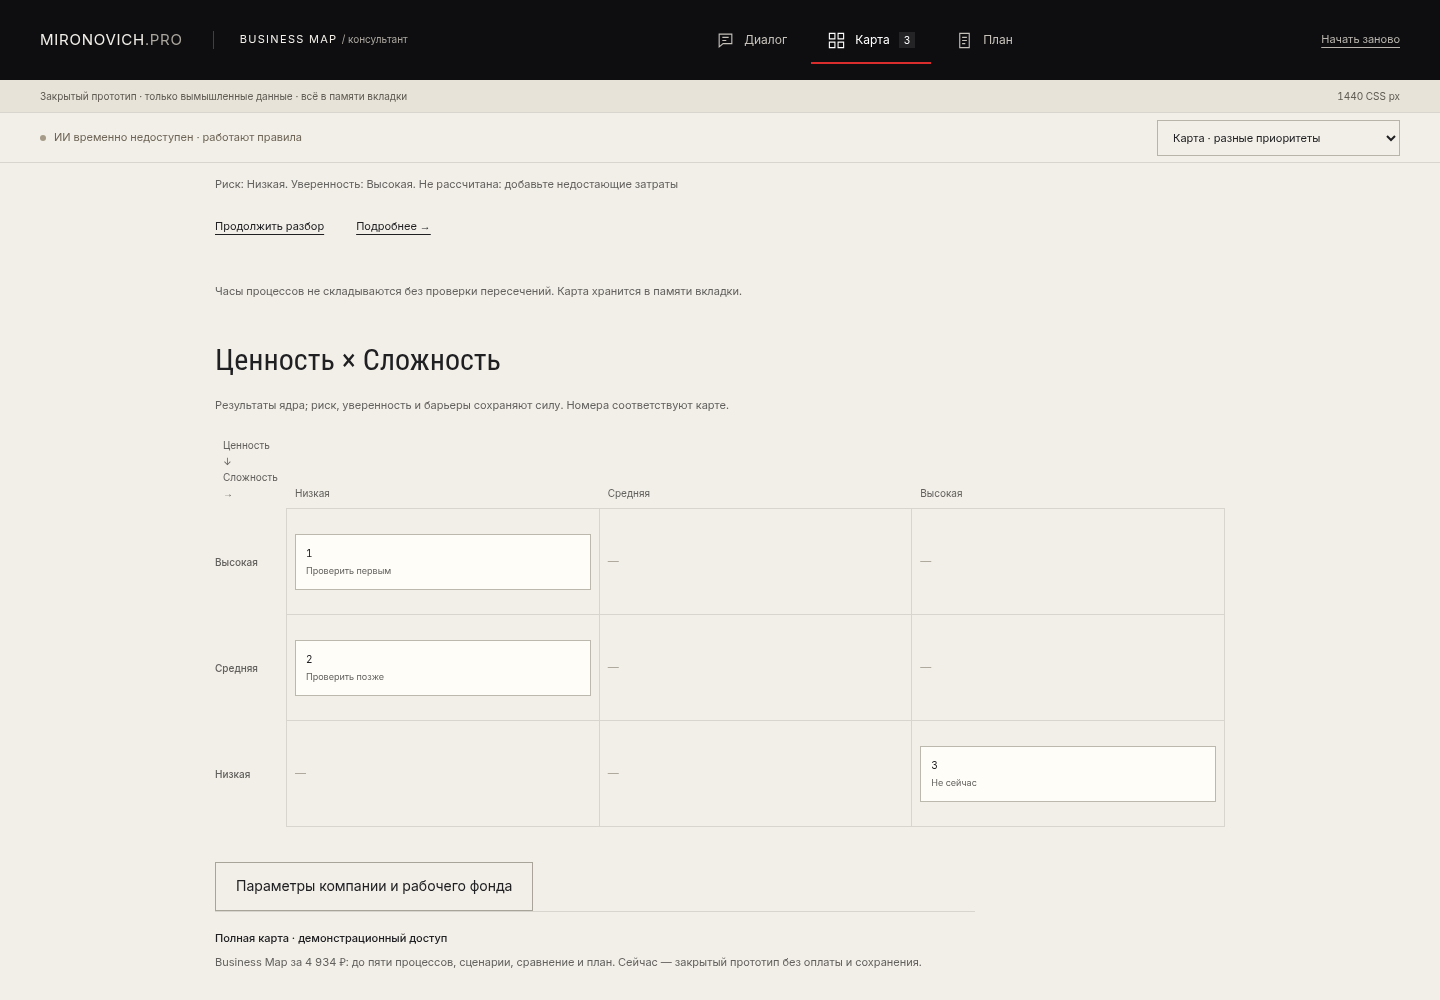 MIRONOVICH.PRO
BUSINESS MAP / консультант
Диалог
Карта 3
План
Начать заново
Закрытый прототип · только вымышленные данные · всё в памяти вкладки
1440 CSS px
ИИ временно недоступен · работают правила
Карта · разные приоритеты
Риск: Низкая. Уверенность: Высокая. Не рассчитана: добавьте недостающие затраты
Продолжить разбор
Подробнее →
Часы процессов не складываются без проверки пересечений. Карта хранится в памяти вкладки.
Ценность × Сложность
Результаты ядра; риск, уверенность и барьеры сохраняют силу. Номера соответствуют карте.
Ценность
↓
Сложность
→
Низкая
Средняя
Высокая
Высокая
1
Проверить первым
—
—
Средняя
2
Проверить позже
—
—
Низкая
—
—
3
Не сейчас
Параметры компании и рабочего фонда
Полная карта · демонстрационный доступ
Business Map за 4 934 ₽: до пяти процессов, сценарии, сравнение и план. Сейчас — закрытый прототип без оплаты и сохранения.